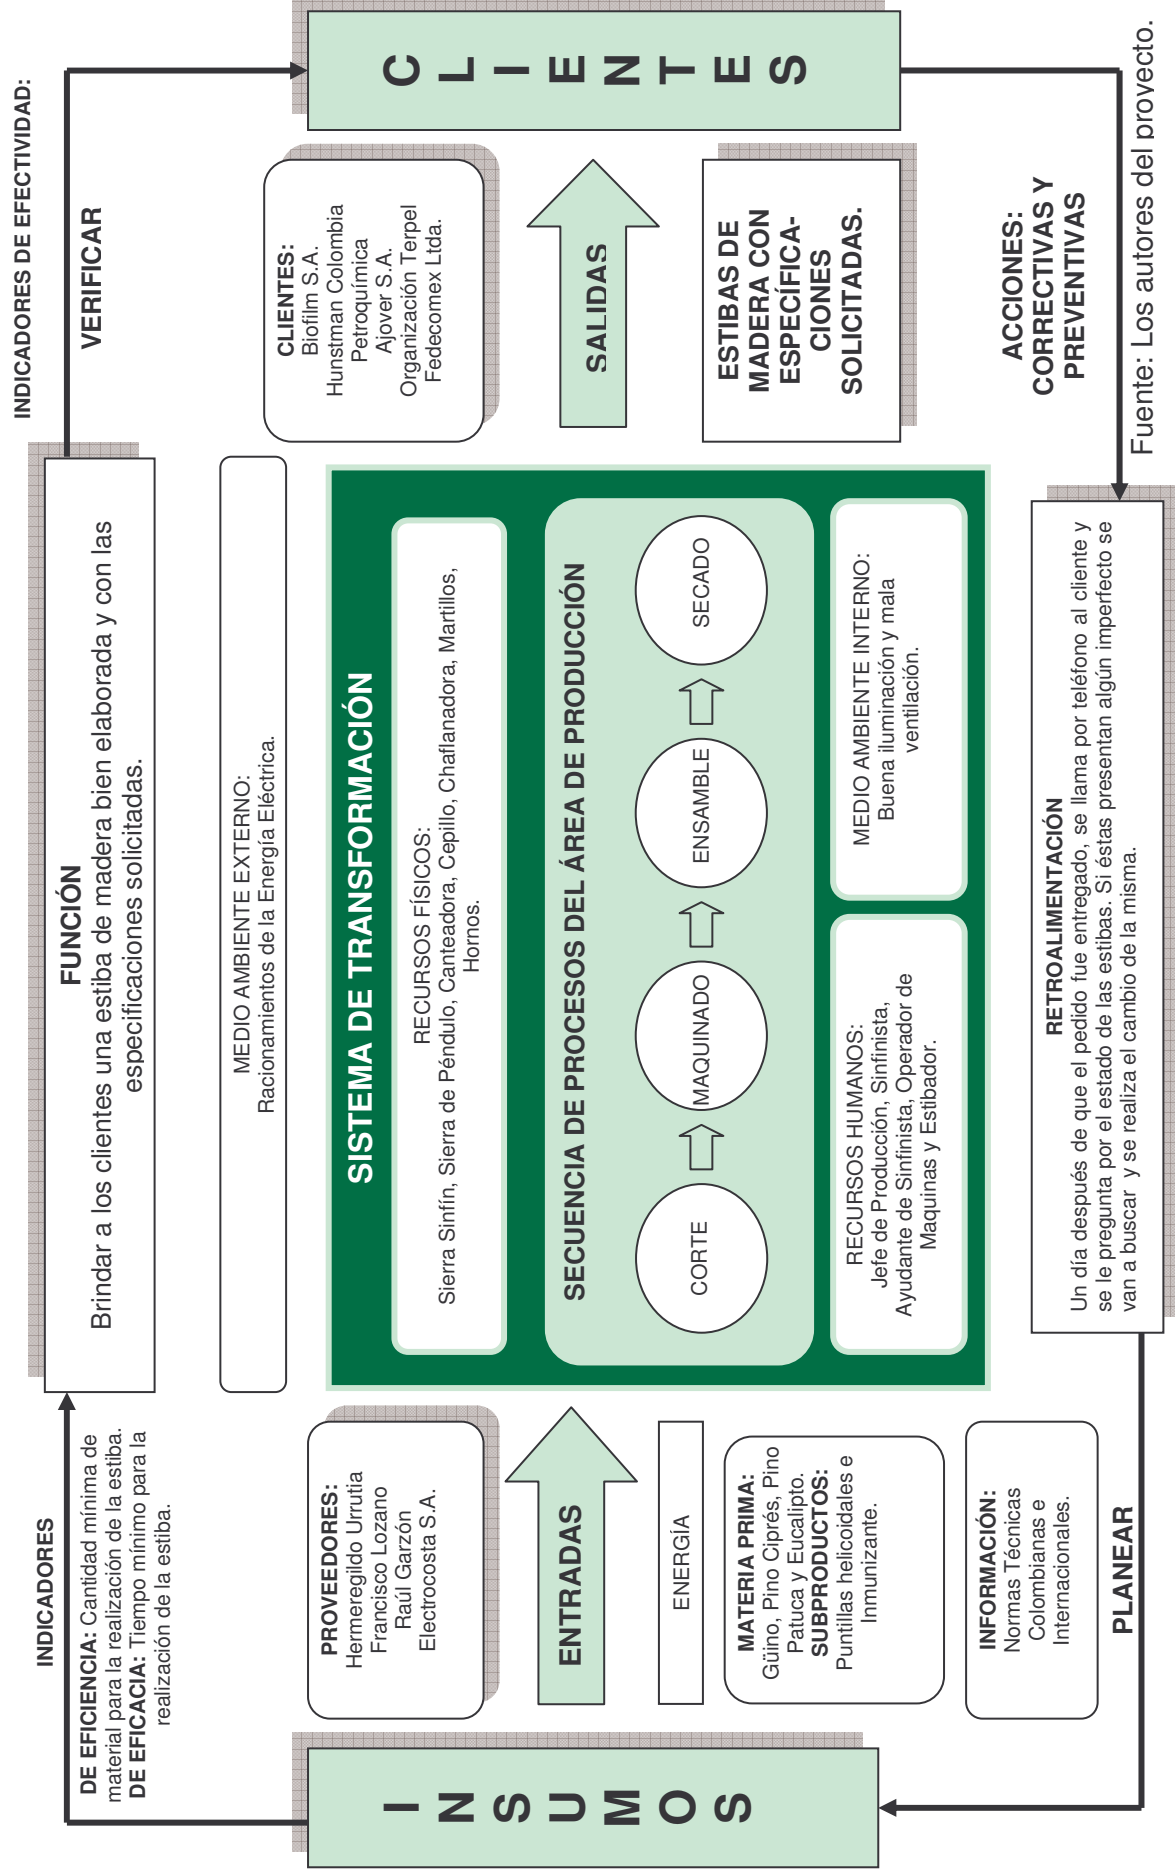 INDICADORES
DE EFICIENCIA: Cantidad mínima de
material para la realización de la estiba.
DE EFICACIA: Tiempo mínimo para la
realización de la estiba.
FUNCIÓN
Brindar a los clientes una estiba de madera bien elaborada y con las
especificaciones solicitadas.
INDICADORES DE EFECTIVIDAD:
VERIFICAR
MEDIO AMBIENTE EXTERNO:
Racionamientos de la Energía Eléctrica.
I
N
S
U
M
O
S
PROVEEDORES:
Hermeregildo Urrutia
Francisco Lozano
Raúl Garzón
Electrocosta S.A.
ENTRADAS
ENERGÍA
MATERIA PRIMA:
Güino, Pino Ciprés, Pino
Patuca y Eucalipto.
SUBPRODUCTOS:
Puntillas helicoidales e
Inmunizante.
INFORMACIÓN:
Normas Técnicas
Colombianas e
Internacionales.
PLANEAR
SISTEMA DE TRANSFORMACIÓN
RECURSOS FÍSICOS:
Sierra Sinfín, Sierra de Péndulo, Canteadora, Cepillo, Chaflanadora, Martillos,
Hornos.
SECUENCIA DE PROCESOS DEL ÁREA DE PRODUCCIÓN
CORTE
MAQUINADO
ENSAMBLE
SECADO
RECURSOS HUMANOS:
Jefe de Producción, Sinfinista,
Ayudante de Sinfinista, Operador de
Maquinas y Estibador.
MEDIO AMBIENTE INTERNO:
Buena iluminación y mala
ventilación.
CLIENTES:
Biofilm S.A.
Hunstman Colombia
Petroquímica
Ajover S.A.
Organización Terpel
Fedecomex Ltda.
SALIDAS
ESTIBAS DE
MADERA CON
ESPECÍFICA-
CIONES
SOLICITADAS.
C
L
I
E
N
T
E
S
ACCIONES:
CORRECTIVAS Y
PREVENTIVAS
RETROALIMENTACIÓN
Un día después de que el pedido fue entregado, se llama por teléfono al cliente y
se le pregunta por el estado de las estibas. Si éstas presentan algún imperfecto se
van a buscar y se realiza el cambio de la misma.
Fuente: Los autores del proyecto.